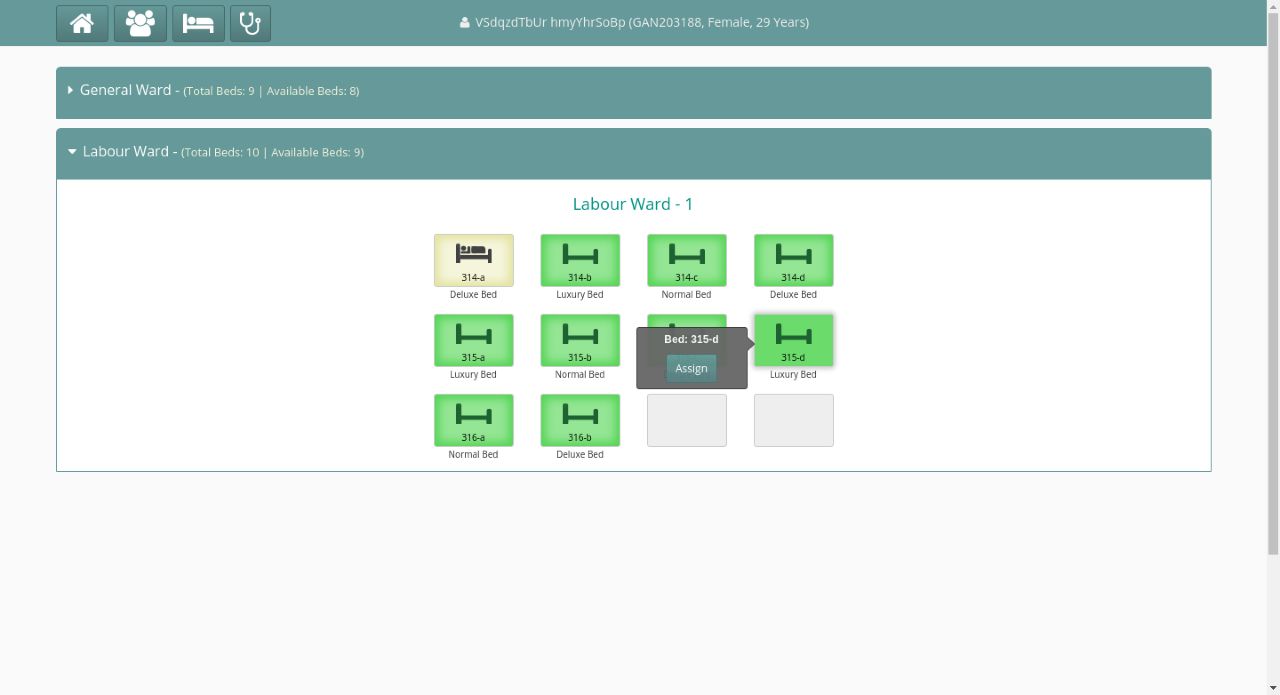 VSdqzdTbUr hmyYhrSoBp (GAN203188, Female, 29 Years)
General Ward - (Total Beds: 9 | Available Beds: 8)
Labour Ward - (Total Beds: 10 | Available Beds: 9)
Labour Ward - 1
314-a 314-b 314-c 314-d
Deluxe Bed Luxury Bed Normal Bed Deluxe Bed
Bed: 315-d
315-a 315-b 315-d
Assign
Luxury Bed Normal Bed Luxury Bed
316-a 316-b
Normal Bed Deluxe Bed